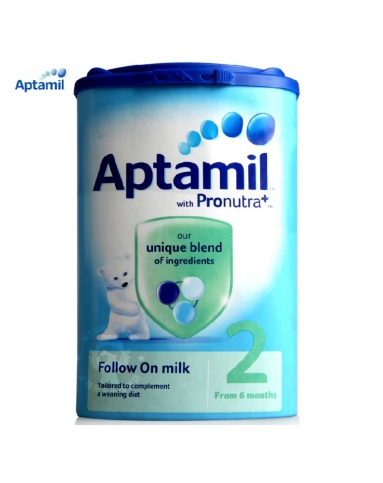 Aptamil
Aptamil
with Pronutra+™
our
unique blend
of ingredients
Follow On milk
Tailored to complement
a weaning diet
2
From 6 months